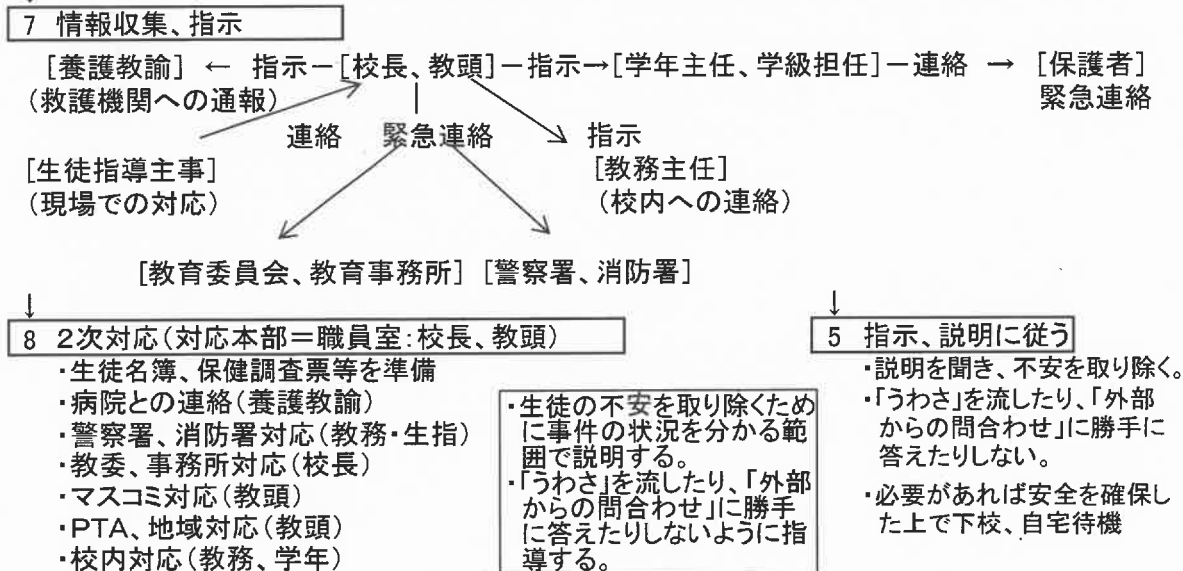 7 情報収集、指示
[養護教諭] ← 指示－[校長、教頭]－指示→[学年主任、学級担任]－連絡 → [保護者]
(救護機関への通報)
緊急連絡
連絡 緊急連絡 指示
[生徒指導主事]
(現場での対応)
[教務主任]
(校内への連絡)
[教育委員会、教育事務所] [警察署、消防署]
↓
8 2次対応(対応本部=職員室:校長、教頭)
・生徒名簿、保健調査票等を準備
・病院との連絡(養護教諭)
・警察署、消防署対応(教務・生指)
・教委、事務所対応(校長)
・マスコミ対応(教頭)
・PTA、地域対応(教頭)
・校内対応(教務、学年)
・生徒の不安を取り除くため
に事件の状況を分かる範
囲で説明する。
・「うわさ」を流したり、「外部
からの問合わせ」に勝手
に答えたりしないように指
導する。
↓
5 指示、説明に従う
・説明を聞き、不安を取り除く。
・「うわさ」を流したり、「外部
からの問合わせ」に勝手に
答えたりしない。
・必要があれば安全を確保し
た上で下校、自宅待機